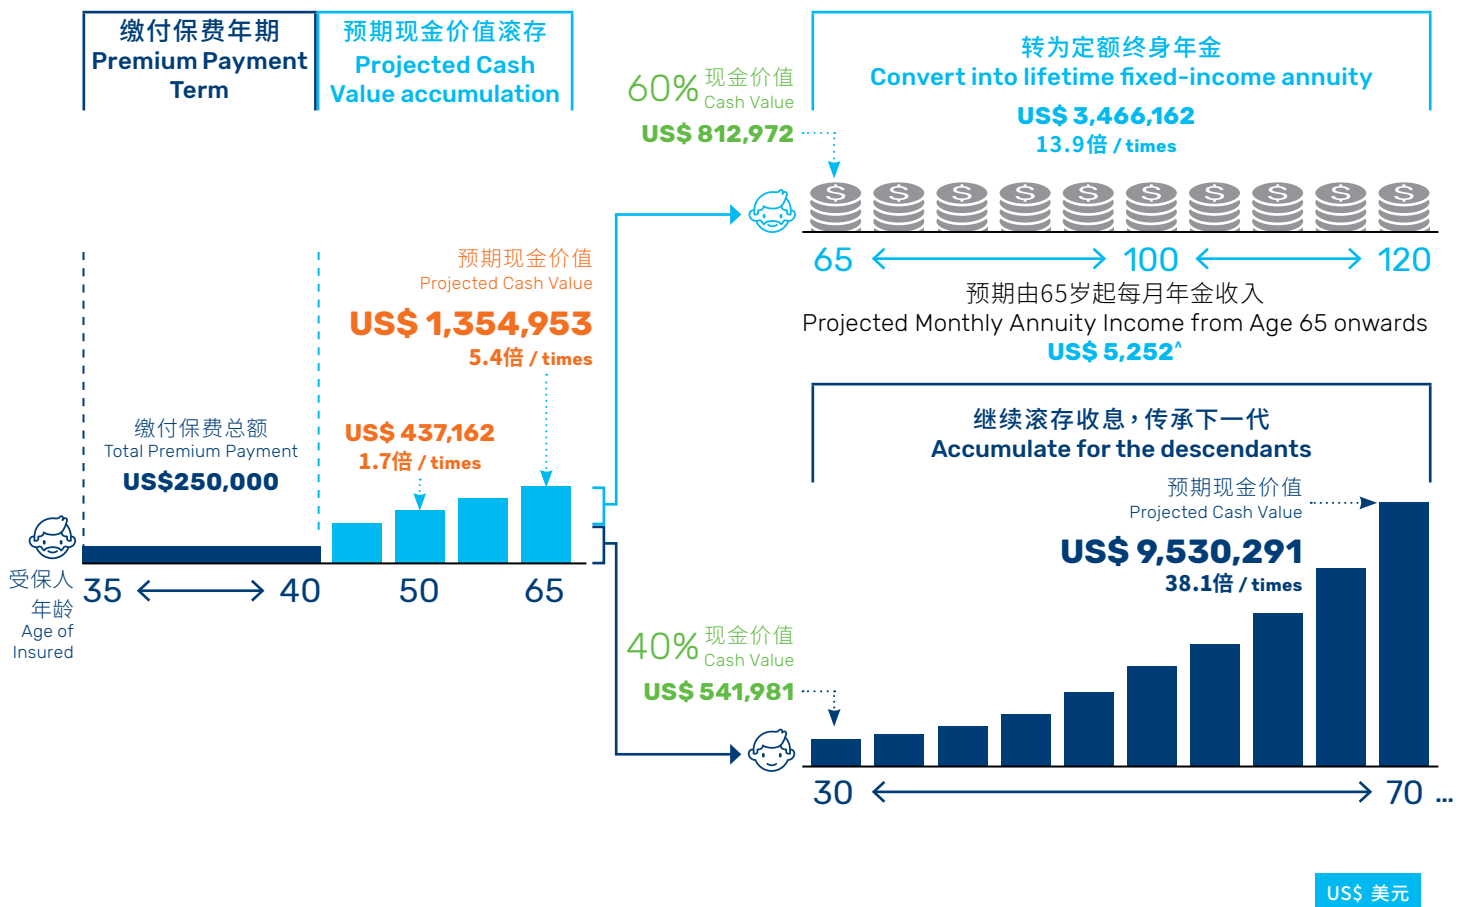 缴付保费年期
Premium Payment
Term
预期现金价值滚存
Projected Cash
Value accumulation
60% 现金价值
Cash Value
US$ 812,972
转为定额终身年金
Convert into lifetime fixed-income annuity
US$ 3,466,162
13.9倍 / times
65
100
120
预期由65岁起每月年金收入
Projected Monthly Annuity Income from Age 65 onwards
US$ 5,252^
预期现金价值
Projected Cash Value
US$ 1,354,953
5.4倍 / times
US$ 437,162
1.7倍 / times
缴付保费总额
Total Premium Payment
US$250,000
受保人
年龄
Age of
Insured
35
40
50
65
继续滚存收息，传承下一代
Accumulate for the descendants
预期现金价值
Projected Cash Value
US$ 9,530,291
38.1倍 / times
40% 现金价值
Cash Value
US$ 541,981
30
70 ...
US$ 美元